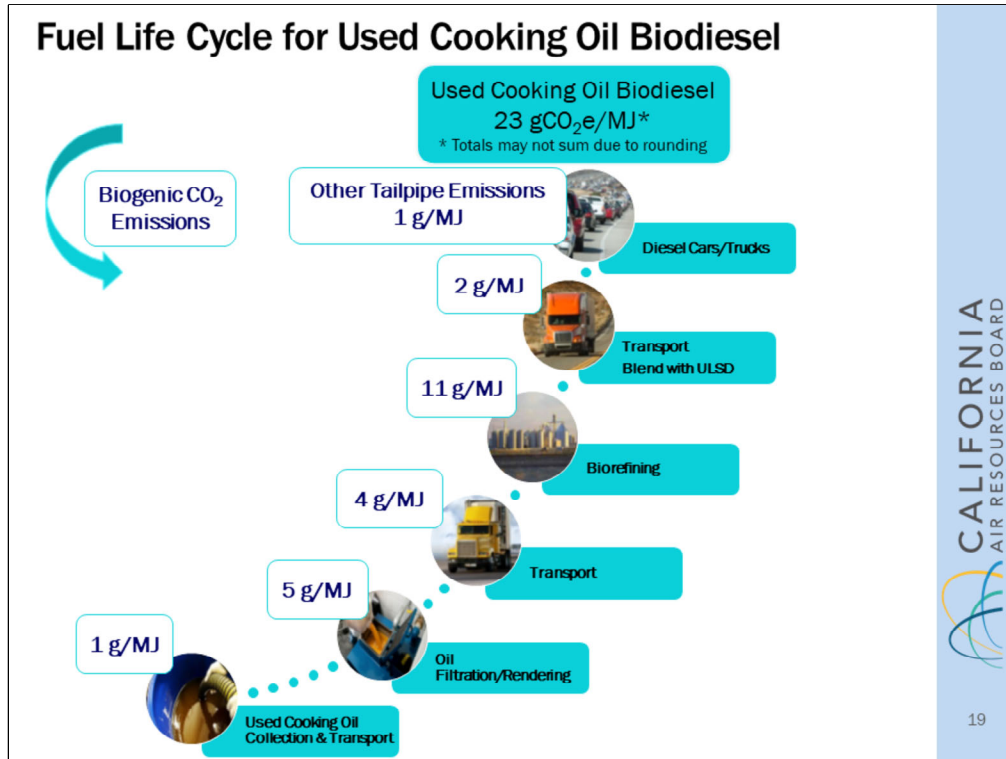 Fuel Life Cycle for Used Cooking Oil Biodiesel
Used Cooking Oil Biodiesel
23 gCO₂e/MJ*
* Totals may not sum due to rounding
Biogenic CO₂
Emissions
Other Tailpipe Emissions
1 g/MJ
Diesel Cars/Trucks
2 g/MJ
Transport
Blend with ULSD
11 g/MJ
Biorefining
4 g/MJ
Transport
5 g/MJ
Oil
Filtration/Rendering
1 g/MJ
Used Cooking Oil
Collection & Transport
CALIFORNIA
AIR RESOURCES BOARD
19